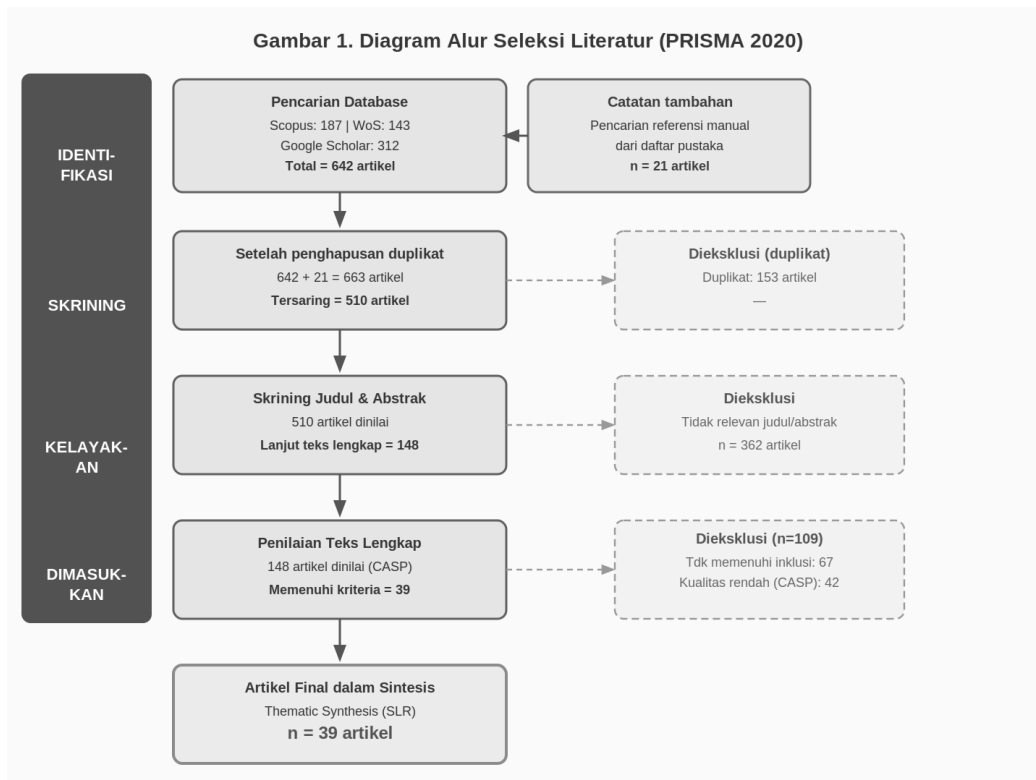 Gambar 1. Diagram Alur Seleksi Literatur (PRISMA 2020)
IDENTI-
FIKASI
Pencarian Database
Scopus: 187 | WoS: 143
Google Scholar: 312
Total = 642 artikel
Catatan tambahan
Pencarian referensi manual
dari daftar pustaka
n = 21 artikel
SKRINING
Setelah penghapusan duplikat
642 + 21 = 663 artikel
Tersaring = 510 artikel
Dieksklusi (duplikat)
Duplikat: 153 artikel
—
KELAYAK-
AN
Skrining Judul & Abstrak
510 artikel dinilai
Lanjut teks lengkap = 148
Dieksklusi
Tidak relevan judul/abstrak
n = 362 artikel
DIMASUK-
KAN
Penilaian Teks Lengkap
148 artikel dinilai (CASP)
Memenuhi kriteria = 39
Dieksklusi (n=109)
Tdk memenuhi inklusi: 67
Kualitas rendah (CASP): 42
Artikel Final dalam Sintesis
Thematic Synthesis (SLR)
n = 39 artikel